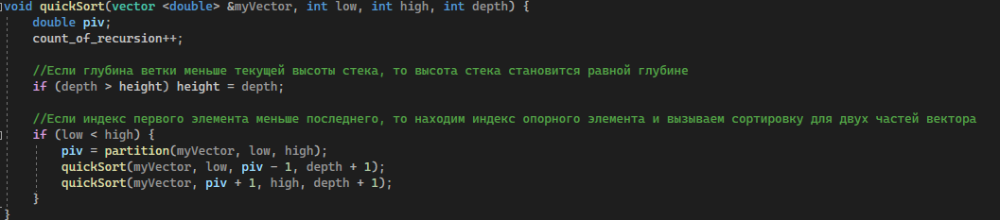 void quickSort(vector <double> &myVector, int low, int high, int depth) {
double piv;
count_of_recursion++;
//Если глубина ветки меньше текущей высоты стека, то высота стека становится равной глубине
if (depth > height) height = depth;
//Если индекс первого элемента меньше последнего, то находим индекс опорного элемента и вызываем сортировку для двух частей вектора
if (low < high) {
piv = partition(myVector, low, high);
quickSort(myVector, low, piv - 1, depth + 1);
quickSort(myVector, piv + 1, high, depth + 1);
}
}